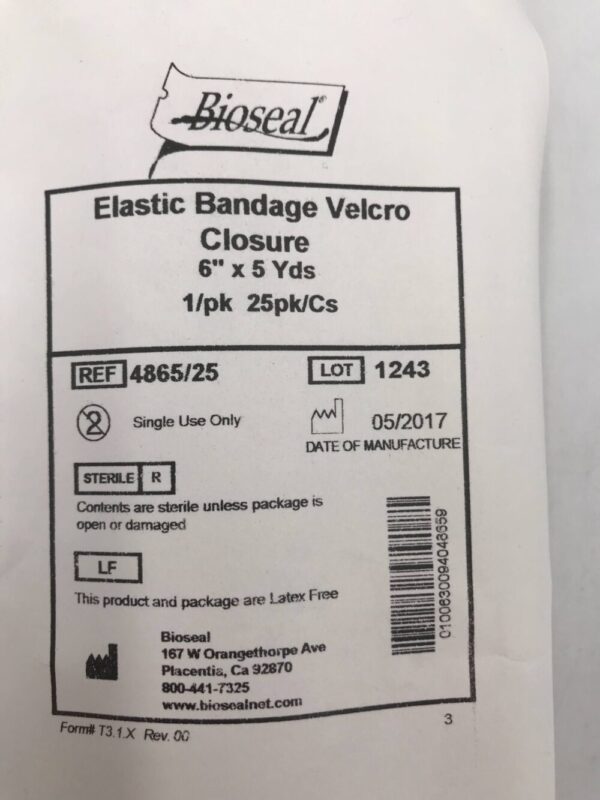 Bioseal®
Elastic Bandage Velcro
Closure
6" x 5 Yds
1/pk 25pk/Cs
REF 4865/25
LOT 1243
2 Single Use Only
05/2017
DATE OF MANUFACTURE
STERILE R
Contents are sterile unless package is
open or damaged
LF
This product and package are Latex Free
0100630094048659
Bioseal
167 W Orangethorpe Ave
Placentia, Ca 92870
800-441-7325
www.biosealnet.com
Form# T3.1.X Rev. 00
3